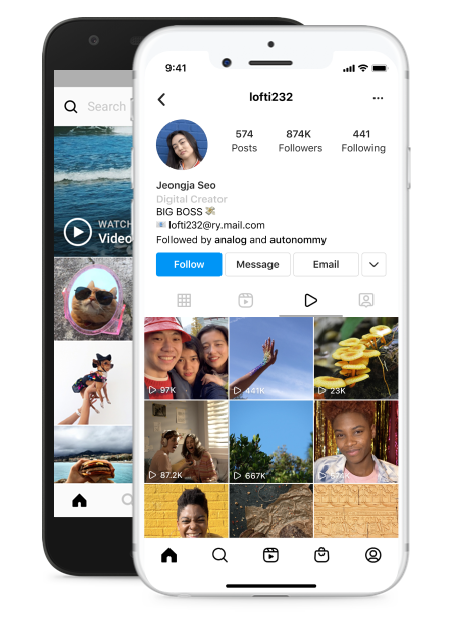 Search
WATCH
Video
9:41
lofti232
574
874K
441
Posts
Followers
Following
Jeongja Seo
Digital Creator
BIG BOSS 💸
📧 lofti232@ry.mail.com
Followed by analog and autonommy
Follow
Message
Email
97K
441K
23K
87.2K
667K